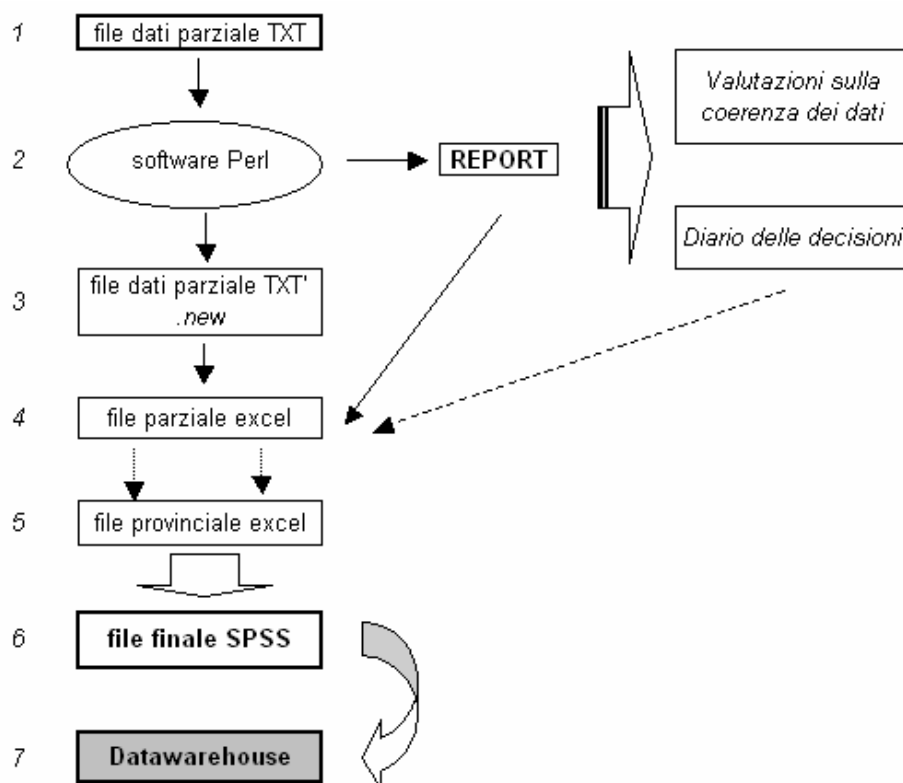 1
file dati parziale TXT
Valutazioni sulla
coerenza dei dati
2
software Perl
REPORT
Diario delle decisioni
3
file dati parziale TXT'
.new
4
file parziale excel
5
file provinciale excel
6
file finale SPSS
7
Datawarehouse